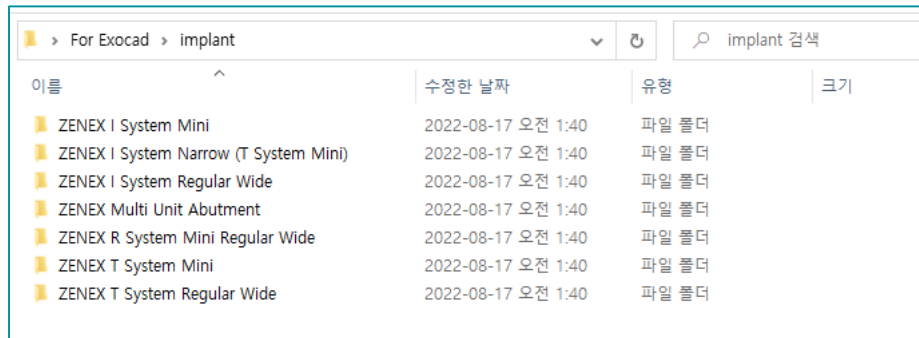 For Exocad > implant
implant 검색
이름 수정한 날짜 유형 크기
ZENEX I System Mini 2022-08-17 오전 1:40 파일 폴더
ZENEX I System Narrow (T System Mini) 2022-08-17 오전 1:40 파일 폴더
ZENEX I System Regular Wide 2022-08-17 오전 1:40 파일 폴더
ZENEX Multi Unit Abutment 2022-08-17 오전 1:40 파일 폴더
ZENEX R System Mini Regular Wide 2022-08-17 오전 1:40 파일 폴더
ZENEX T System Mini 2022-08-17 오전 1:40 파일 폴더
ZENEX T System Regular Wide 2022-08-17 오전 1:40 파일 폴더